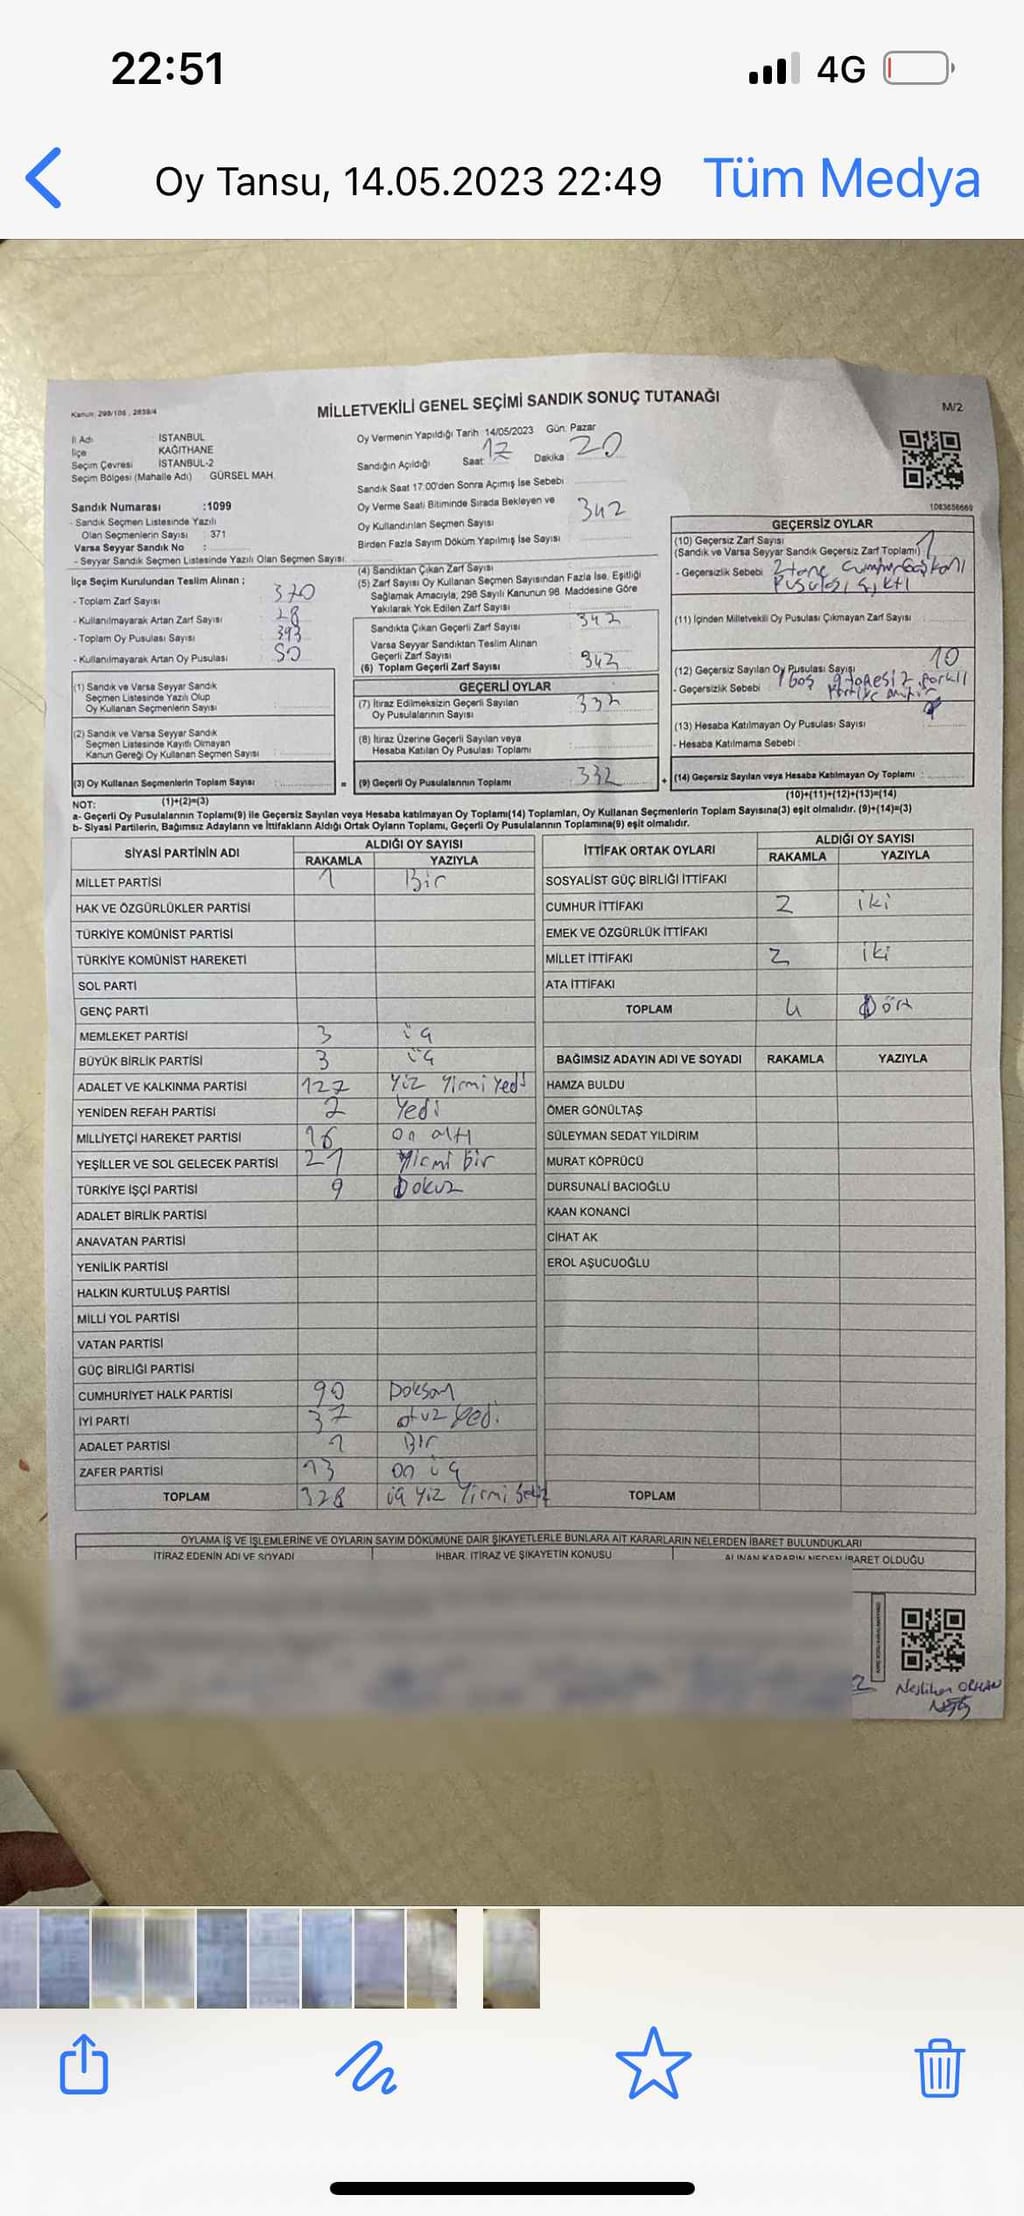 22:51
4G
Oy Tansu, 14.05.2023 22:49
Tüm Medya
Kanun: 298/105 , 2839/4
MİLLETVEKİLİ GENEL SEÇİMİ SANDIK SONUÇ TUTANAĞI
M/2
İl Adı İSTANBUL
İlçe KAĞITHANE
Seçim Çevresi İSTANBUL-2
Seçim Bölgesi (Mahalle Adı) GÜRSEL MAH.
Sandık Numarası :1099
- Sandık Seçmen Listesinde Yazılı
Olan Seçmenlerin Sayısı : 371
Varsa Seyyar Sandık No :
- Seyyar Sandık Seçmen Listesinde Yazılı Olan Seçmen Sayısı:
Oy Vermenin Yapıldığı Tarih :14/05/2023 Gün: Pazar
Sandığın Açıldığı Saat 17 Dakika 20
Sandık Saat 17:00'den Sonra Açımış İse Sebebi
Oy Verme Saati Bitiminde Sırada Bekleyen ve
Oy Kullandırılan Seçmen Sayısı 342
Birden Fazla Sayım Döküm Yapılmış İse Sayısı
1083656669
İlçe Seçim Kurulundan Teslim Alınan ;
- Toplam Zarf Sayısı 370
- Kullanılmayarak Artan Zarf Sayısı 28
- Toplam Oy Pusulası Sayısı 393
- Kullanılmayarak Artan Oy Pusulası 50
(1) Sandık ve Varsa Seyyar Sandık
Seçmen Listesinde Yazılı Olup
Oy Kullanan Seçmenlerin Sayısı
(2) Sandık ve Varsa Seyyar Sandık
Seçmen Listesinde Kayıtlı Olmayan
Kanun Gereği Oy Kullanan Seçmen Sayısı
(3) Oy Kullanan Seçmenlerin Toplam Sayısı
(4) Sandıktan Çıkan Zarf Sayısı
(5) Zarf Sayısı Oy Kullanan Seçmen Sayısından Fazla İse, Eşitliği
Sağlamak Amacıyla, 298 Sayılı Kanunun 98. Maddesine Göre
Yakılarak Yok Edilen Zarf Sayısı
Sandıkta Çıkan Geçerli Zarf Sayısı 342
Varsa Seyyar Sandıktan Teslim Alınan
Geçerli Zarf Sayısı
(6) Toplam Geçerli Zarf Sayısı 342
GEÇERLİ OYLAR
(7) İtiraz Edilmeksizin Geçerli Sayılan
Oy Pusulalarının Sayısı 332
(8) İtiraz Üzerine Geçerli Sayılan veya
Hesaba Katılan Oy Pusulası Toplamı
= (9) Geçerli Oy Pusulalarının Toplamı 332
GEÇERSİZ OYLAR
(10) Geçersiz Zarf Sayısı
(Sandık ve Varsa Seyyar Sandık Geçersiz Zarf Toplamı) 1
- Geçersizlik Sebebi 2 tane Cumhurbaşkanı
Pusulası çıktı
(11) İçinden Milletvekili Oy Pusulası Çıkmayan Zarf Sayısı
(12) Geçersiz Sayılan Oy Pusulası Sayısı 10
- Geçersizlik Sebebi 1 boş 9 farklı
(13) Hesaba Katılmayan Oy Pusulası Sayısı
- Hesaba Katılmama Sebebi :
+ (14) Geçersiz Sayılan veya Hesaba Katılmayan Oy Toplamı :
NOT: (1)+(2)=(3)
(10)+(11)+(12)+(13)=(14)
a- Geçerli Oy Pusulalarının Toplamı(9) ile Geçersiz Sayılan veya Hesaba katılmayan Oy Toplamı(14) Toplamları, Oy Kullanan Seçmenlerin Toplam Sayısına(3) eşit olmalıdır. (9)+(14)=(3)
b- Siyasi Partilerin, Bağımsız Adayların ve İttifakların Aldığı Ortak Oyların Toplamı, Geçerli Oy Pusulalarının Toplamına(9) eşit olmalıdır.
SİYASİ PARTİNİN ADI ALDIĞI OY SAYISI
RAKAMLA YAZIYLA
MİLLET PARTİSİ 1 Bir
HAK VE ÖZGÜRLÜKLER PARTİSİ
TÜRKİYE KOMÜNİST PARTİSİ
TÜRKİYE KOMÜNİST HAREKETİ
SOL PARTİ
GENÇ PARTİ
MEMLEKET PARTİSİ 3 üç
BÜYÜK BİRLİK PARTİSİ 3 üç
ADALET VE KALKINMA PARTİSİ 127 Yüz Yirmi Yedi
YENİDEN REFAH PARTİSİ 7 Yedi
MİLLİYETÇİ HAREKET PARTİSİ 16 on altı
YEŞİLLER VE SOL GELECEK PARTİSİ 21 Yirmi bir
TÜRKİYE İŞÇİ PARTİSİ 9 Dokuz
ADALET BİRLİK PARTİSİ
ANAVATAN PARTİSİ
YENİLİK PARTİSİ
HALKIN KURTULUŞ PARTİSİ
MİLLİ YOL PARTİSİ
VATAN PARTİSİ
GÜÇ BİRLİĞİ PARTİSİ
CUMHURİYET HALK PARTİSİ 90 Doksan
İYİ PARTİ 37 otuz yedi
ADALET PARTİSİ 1 Bir
ZAFER PARTİSİ 13 on üç
TOPLAM 328 üç Yüz Yirmi Sekiz
İTTİFAK ORTAK OYLARI ALDIĞI OY SAYISI
RAKAMLA YAZIYLA
SOSYALİST GÜÇ BİRLİĞİ İTTİFAKI
CUMHUR İTTİFAKI 2 iki
EMEK VE ÖZGÜRLÜK İTTİFAKI
MİLLET İTTİFAKI 2 iki
ATA İTTİFAKI
TOPLAM 4 Dört
BAĞIMSIZ ADAYIN ADI VE SOYADI RAKAMLA YAZIYLA
HAMZA BULDU
ÖMER GÖNÜLTAŞ
SÜLEYMAN SEDAT YILDIRIM
MURAT KÖPRÜCÜ
DURSUNALİ BACIOĞLU
KAAN KONANCİ
CİHAT AK
EROL AŞUCUOĞLU
TOPLAM
OYLAMA İŞ VE İŞLEMLERİNE VE OYLARIN SAYIM DÖKÜMÜNE DAİR ŞİKAYETLERLE BUNLARA AİT KARARLARIN NELERDEN İBARET BULUNDUKLARI
İTİRAZ EDENİN ADI VE SOYADI İHBAR, İTİRAZ VE ŞİKAYETİN KONUSU ALINAN KARARIN NEDEN İBARET OLDUĞU
Neslihan ORHAN